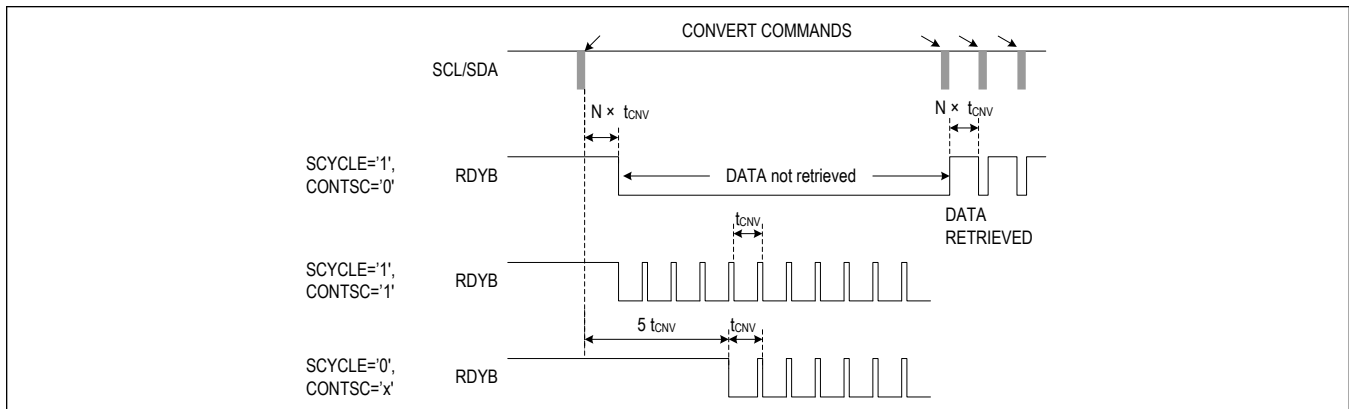 CONVERT COMMANDS
SCL/SDA
N × tCNV
N × tCNV
SCYCLE='1',
CONTSC='0'
RDYB
DATA not retrieved
DATA
RETRIEVED
tCNV
SCYCLE='1',
CONTSC='1'
RDYB
5 tCNV
tCNV
SCYCLE='0',
CONTSC='x'
RDYB